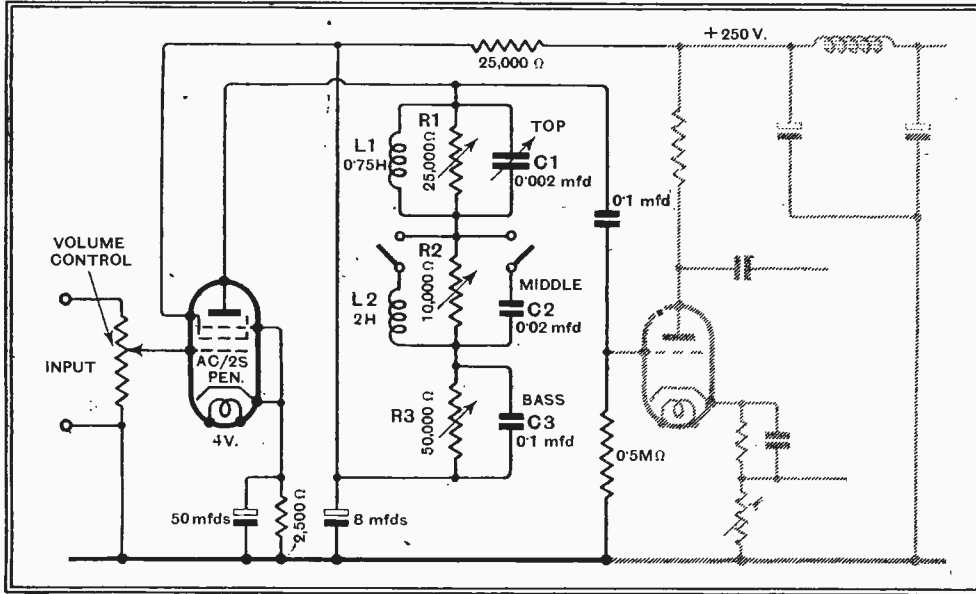 + 250 V.
25,000 Ω
R1
25,000 Ω
L1
0·75H
TOP
C1
0·002 mfd
0·1 mfd
VOLUME
CONTROL
INPUT
AC/2S
PEN.
4V.
R2
10,000 Ω
L2
2H
MIDDLE
C2
0·02 mfd
R3
50,000 Ω
BASS
C3
0·1 mfd
0·5MΩ
50 mfds
2,500 Ω
8 mfds